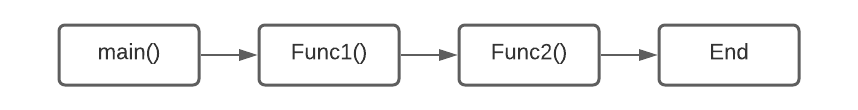 main()
Func1()
Func2()
End